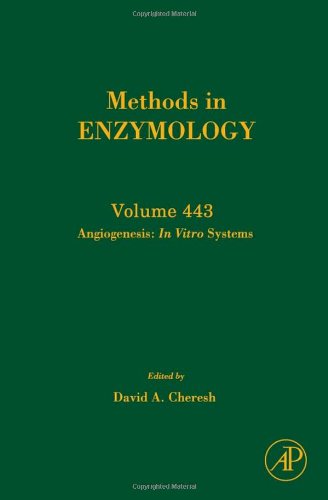 Methods in
ENZYMOLOGY
Volume 443
Angiogenesis: In Vitro Systems
Edited by
David A. Cheresh
AP